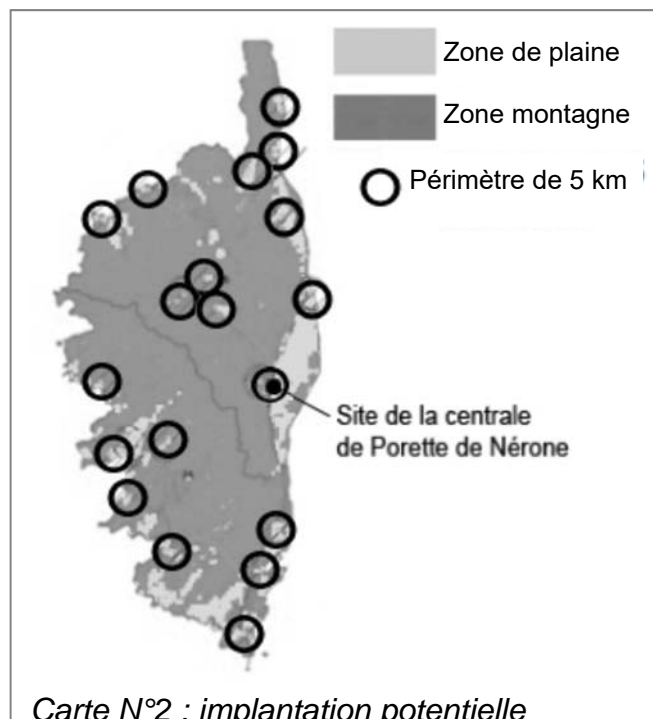 Zone de plaine
Zone montagne
Périmètre de 5 km
Site de la centrale
de Porette de Nérone
Carte N°2 : implantation potentielle